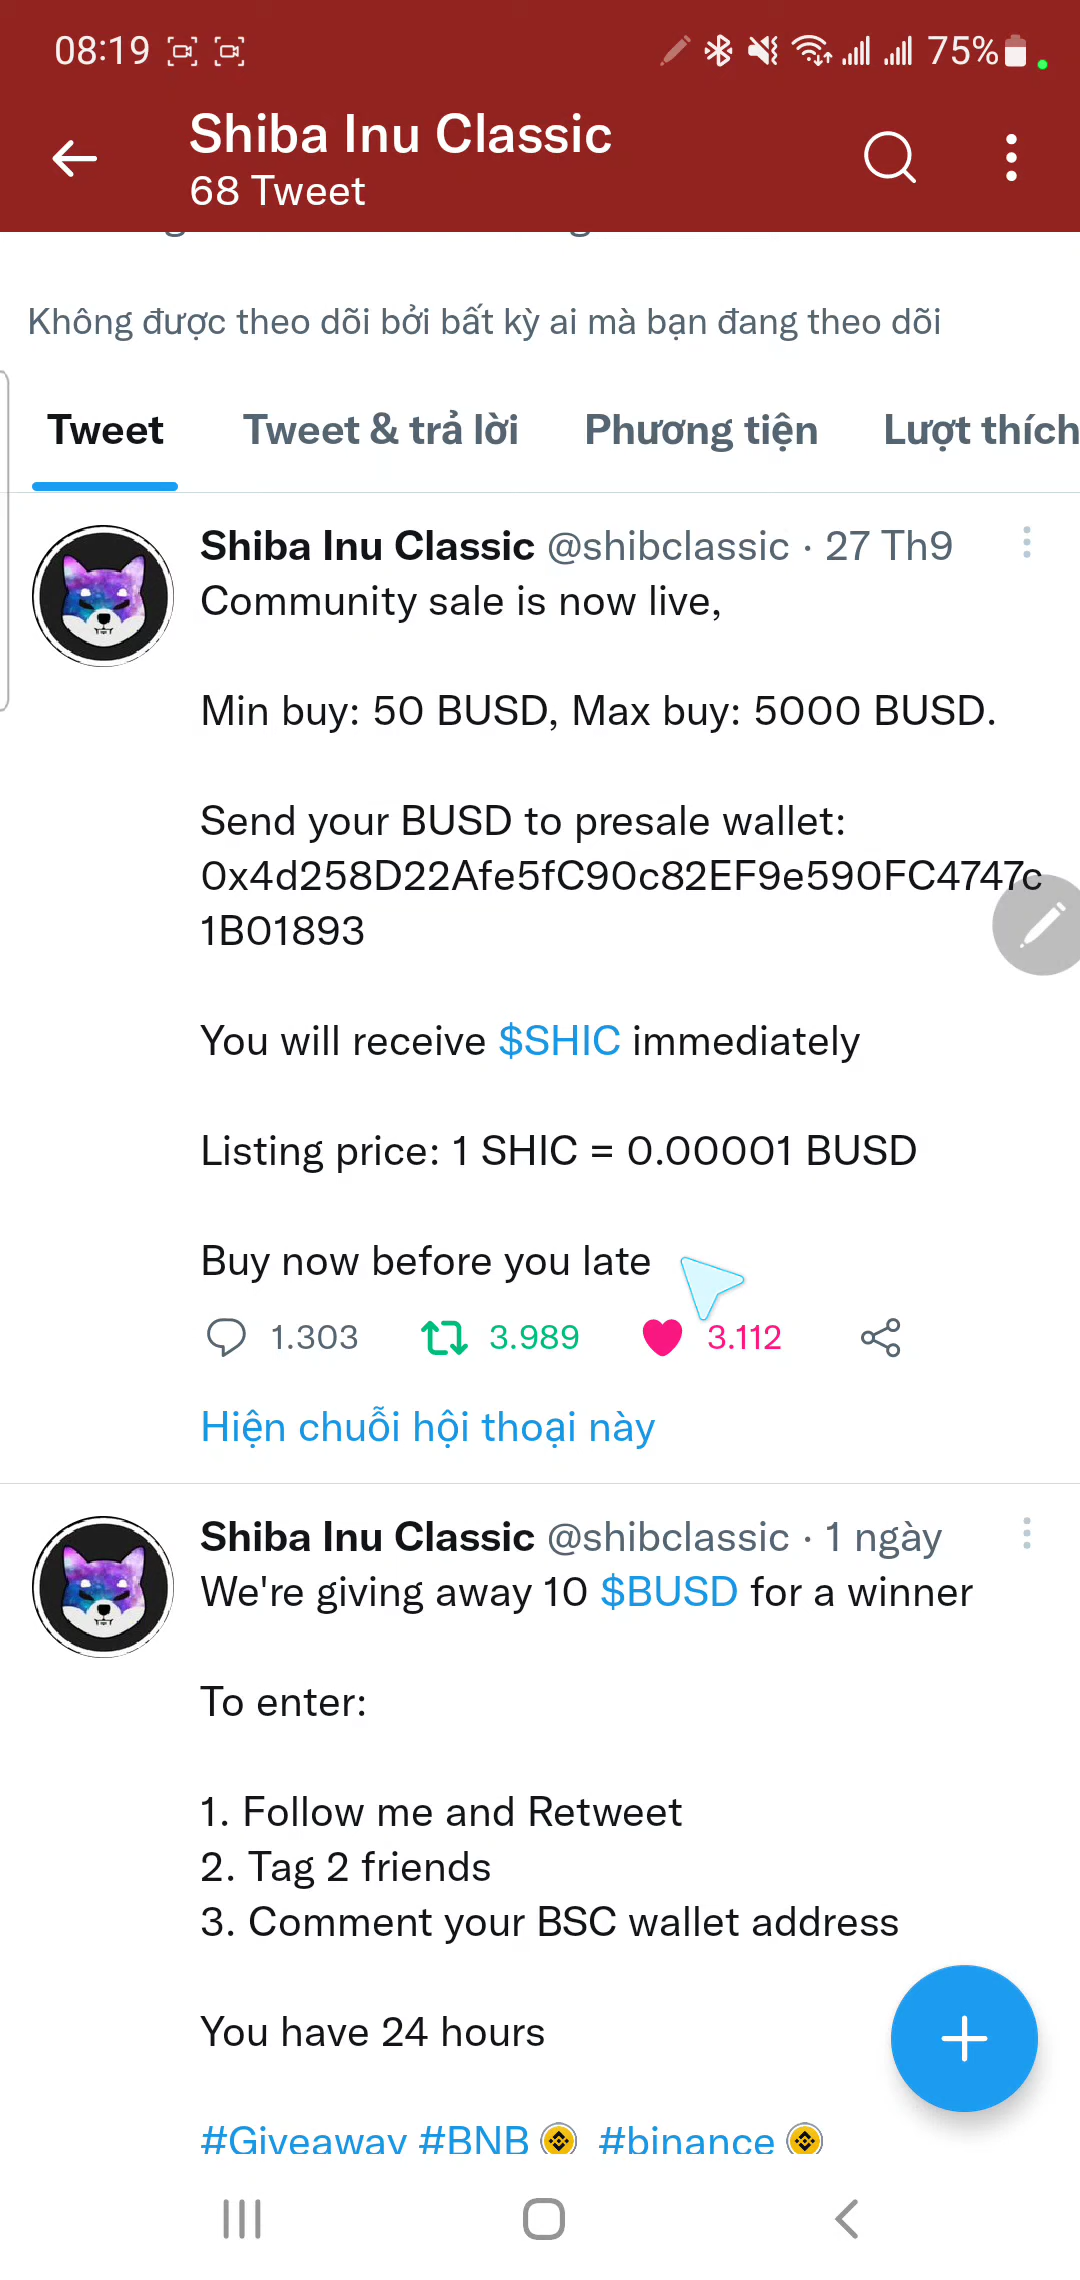 08:19
75%
Shiba Inu Classic
68 Tweet
Không được theo dõi bởi bất kỳ ai mà bạn đang theo dõi
Tweet Tweet & trả lời Phương tiện Lượt thích
Shiba Inu Classic @shibclassic · 27 Th9
Community sale is now live,
Min buy: 50 BUSD, Max buy: 5000 BUSD.
Send your BUSD to presale wallet:
0x4d258D22Afe5fC90c82EF9e590FC4747c
1B01893
You will receive $SHIC immediately
Listing price: 1 SHIC = 0.00001 BUSD
Buy now before you late
1.303 3.989 3.112
Hiện chuỗi hội thoại này
Shiba Inu Classic @shibclassic · 1 ngày
We're giving away 10 $BUSD for a winner
To enter:
1. Follow me and Retweet
2. Tag 2 friends
3. Comment your BSC wallet address
You have 24 hours
#Giveaway #BNB #binance